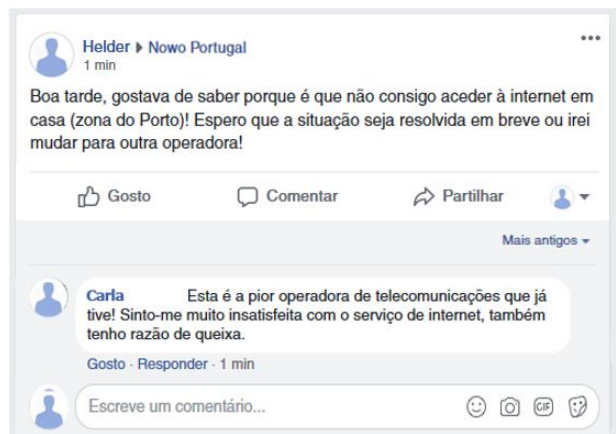 Helder Nowo Portugal
1 min
Boa tarde, gostava de saber porque é que não consigo aceder à internet em
casa (zona do Porto)! Espero que a situação seja resolvida em breve ou irei
mudar para outra operadora!
Gosto Comentar Partilhar
Mais antigos
Carla Esta é a pior operadora de telecomunicações que já
tive! Sinto-me muito insatisfeita com o serviço de internet, também
tenho razão de queixa.
Gosto · Responder · 1 min
Escreve um comentário... GIF